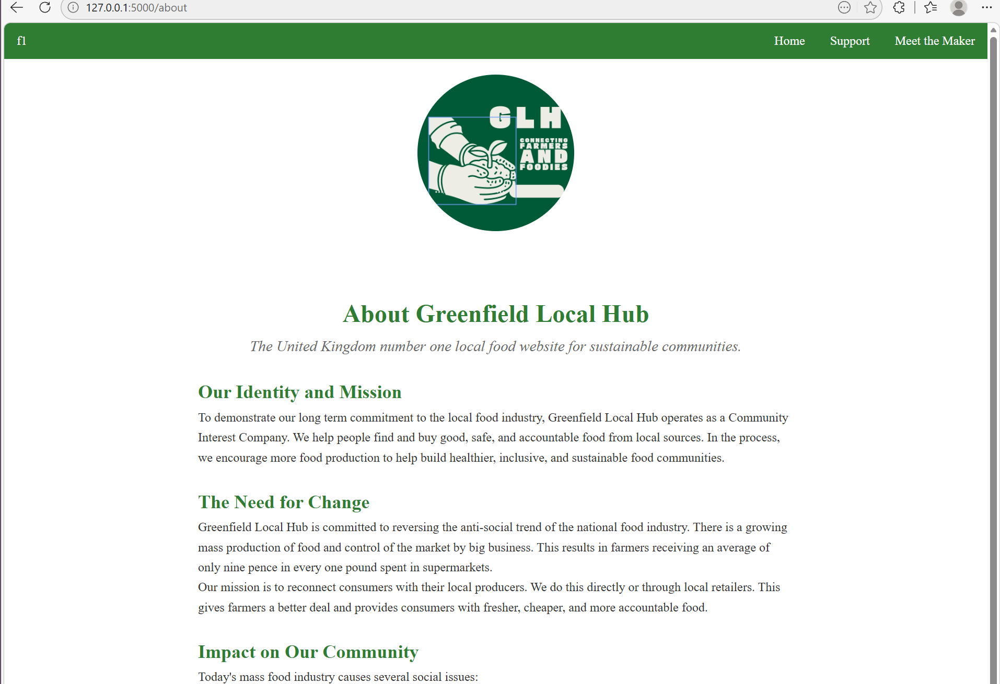 127.0.0.1:5000/about
f1
Home Support Meet the Maker
GLH
CONNECTING
FARMERS
AND
FOODIES
About Greenfield Local Hub
The United Kingdom number one local food website for sustainable communities.
Our Identity and Mission
To demonstrate our long term commitment to the local food industry, Greenfield Local Hub operates as a Community
Interest Company. We help people find and buy good, safe, and accountable food from local sources. In the process,
we encourage more food production to help build healthier, inclusive, and sustainable food communities.
The Need for Change
Greenfield Local Hub is committed to reversing the anti-social trend of the national food industry. There is a growing
mass production of food and control of the market by big business. This results in farmers receiving an average of
only nine pence in every one pound spent in supermarkets.
Our mission is to reconnect consumers with their local producers. We do this directly or through local retailers. This
gives farmers a better deal and provides consumers with fresher, cheaper, and more accountable food.
Impact on Our Community
Today's mass food industry causes several social issues: